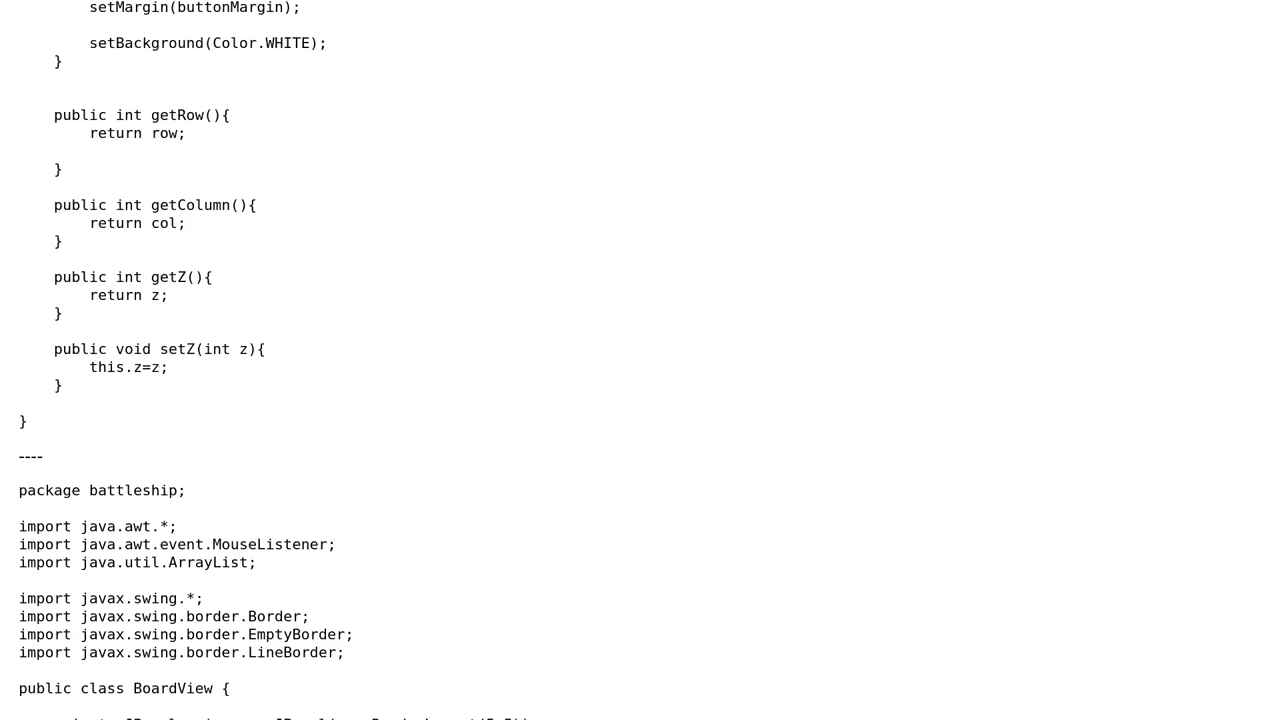 setMargin(buttonMargin);

        setBackground(Color.WHITE);
    }


    public int getRow(){
        return row;

    }

    public int getColumn(){
        return col;
    }

    public int getZ(){
        return z;
    }

    public void setZ(int z){
        this.z=z;
    }

}

----

package battleship;

import java.awt.*;
import java.awt.event.MouseListener;
import java.util.ArrayList;

import javax.swing.*;
import javax.swing.border.Border;
import javax.swing.border.EmptyBorder;
import javax.swing.border.LineBorder;

public class BoardView {